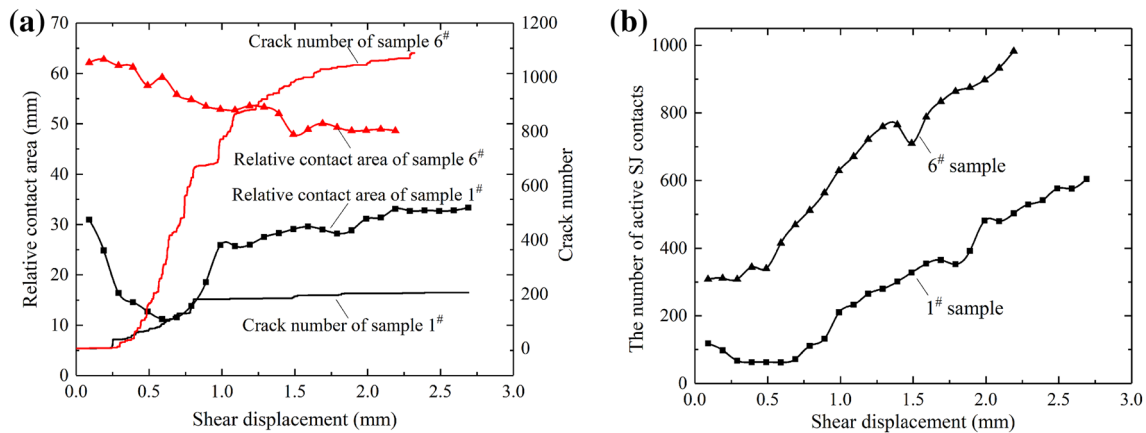 (a)
70
60
50
40
30
20
10
0
Relative contact area (mm)
0.0 0.5 1.0 1.5 2.0 2.5 3.0
Shear displacement (mm)
1200
1000
800
600
400
200
0
Crack number
Crack number of sample 6#
Relative contact area of sample 6#
Relative contact area of sample 1#
Crack number of sample 1#
(b)
1000
800
600
400
200
0
The number of active SJ contacts
0.0 0.5 1.0 1.5 2.0 2.5 3.0
Shear displacement (mm)
6# sample
1# sample